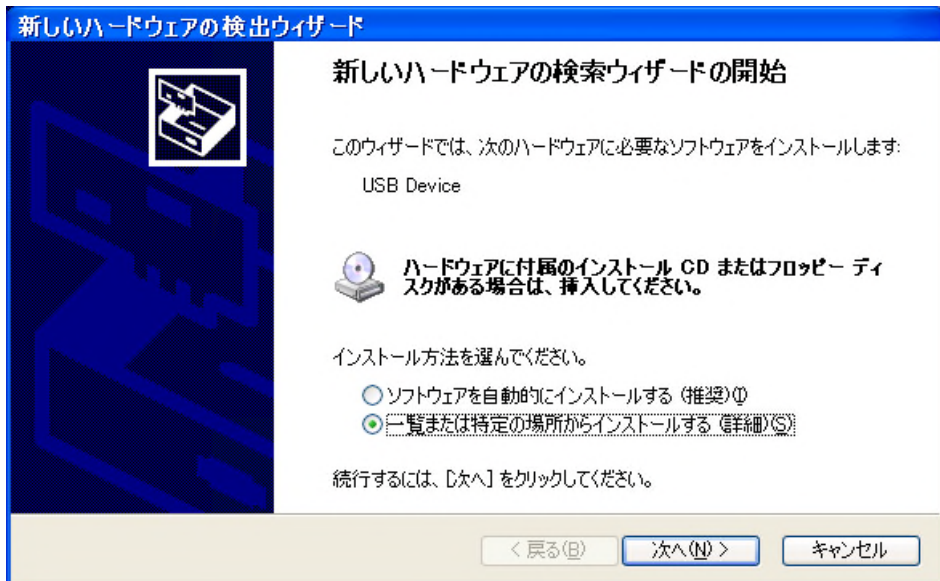 新しいハードウェアの検出ウィザード
新しいハードウェアの検索ウィザードの開始
このウィザードでは、次のハードウェアに必要なソフトウェアをインストールします:
USB Device
ハードウェアに付属のインストール CD またはフロッピー ディ
スクがある場合は、挿入してください。
インストール方法を選んでください。
ソフトウェアを自動的にインストールする (推奨)(I)
一覧または特定の場所からインストールする (詳細)(S)
続行するには、[次へ] をクリックしてください。
< 戻る(B)
次へ(N) >
キャンセル